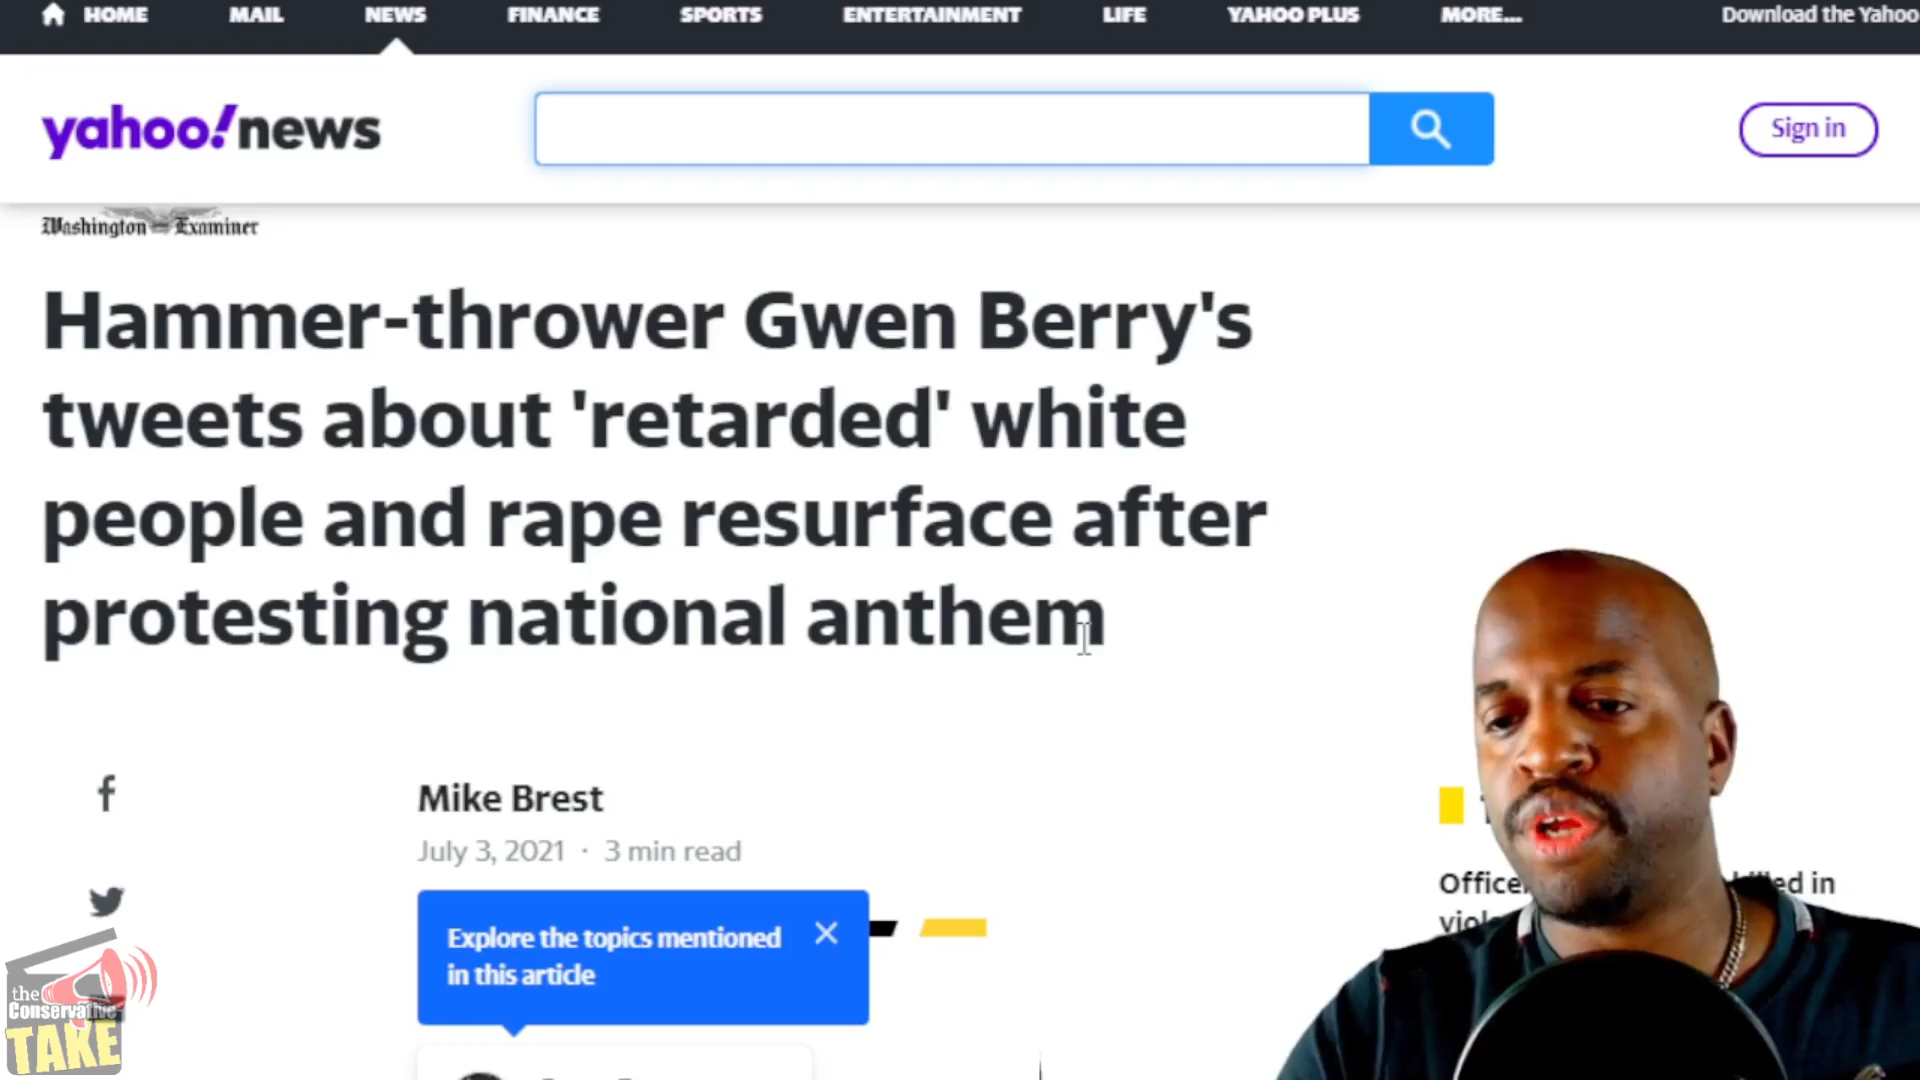 HOME MAIL NEWS FINANCE SPORTS ENTERTAINMENT LIFE YAHOO PLUS MORE... Download the Yahoo
yahoo!news
Sign in
Washington Examiner
Hammer-thrower Gwen Berry's
tweets about 'retarded' white
people and rape resurface after
protesting national anthem
Mike Brest
July 3, 2021 · 3 min read
Explore the topics mentioned
in this article
in
the
Conservative
TAKE